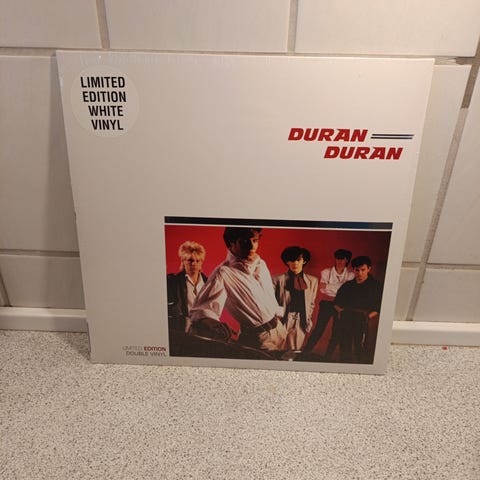 LIMITED
EDITION
WHITE
VINYL
DURAN
DURAN
LIMITED EDITION
DOUBLE VINYL